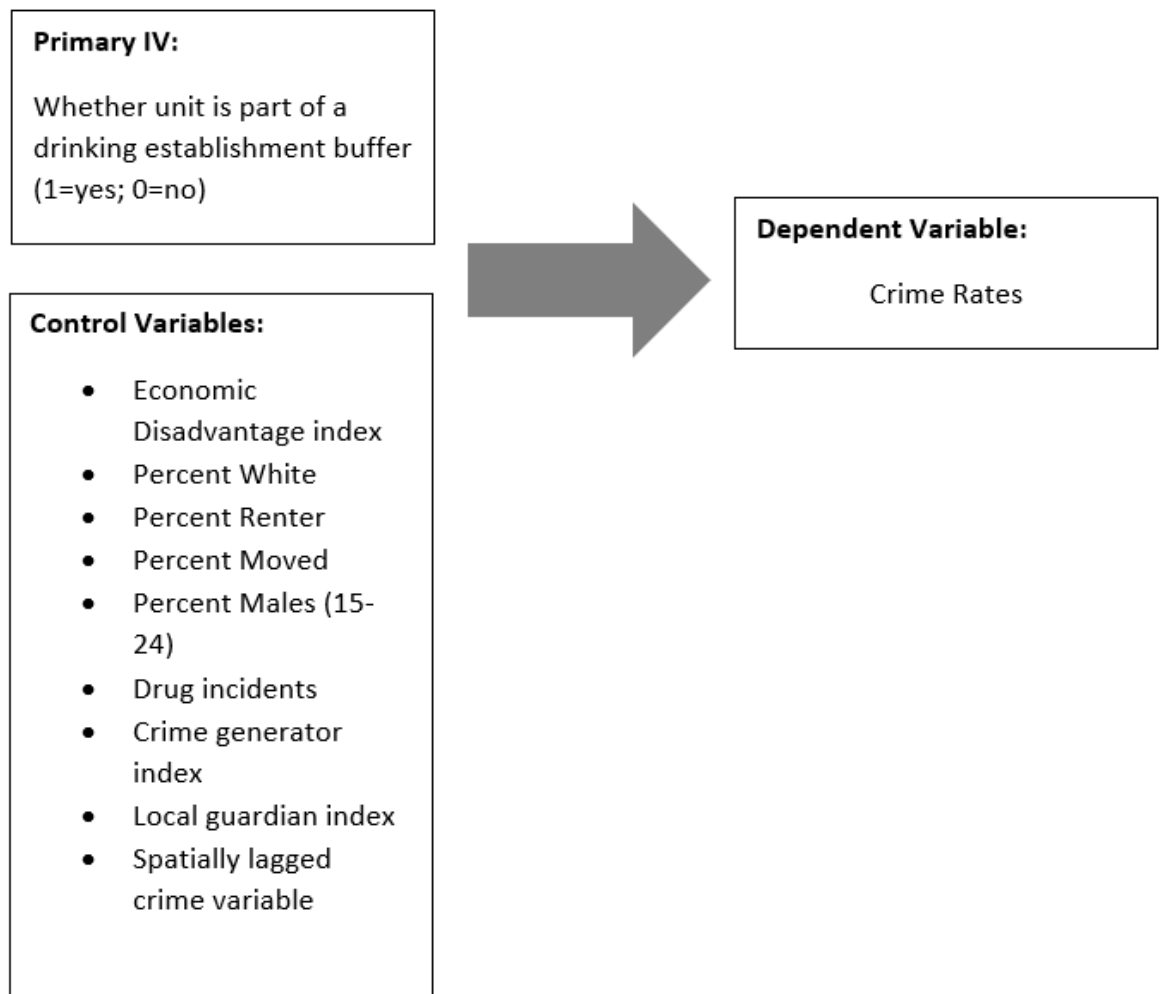 Primary IV:
Whether unit is part of a
drinking establishment buffer
(1=yes; 0=no)
Control Variables:
• Economic
Disadvantage index
• Percent White
• Percent Renter
• Percent Moved
• Percent Males (15-
24)
• Drug incidents
• Crime generator
index
• Local guardian index
• Spatially lagged
crime variable
Dependent Variable:
Crime Rates